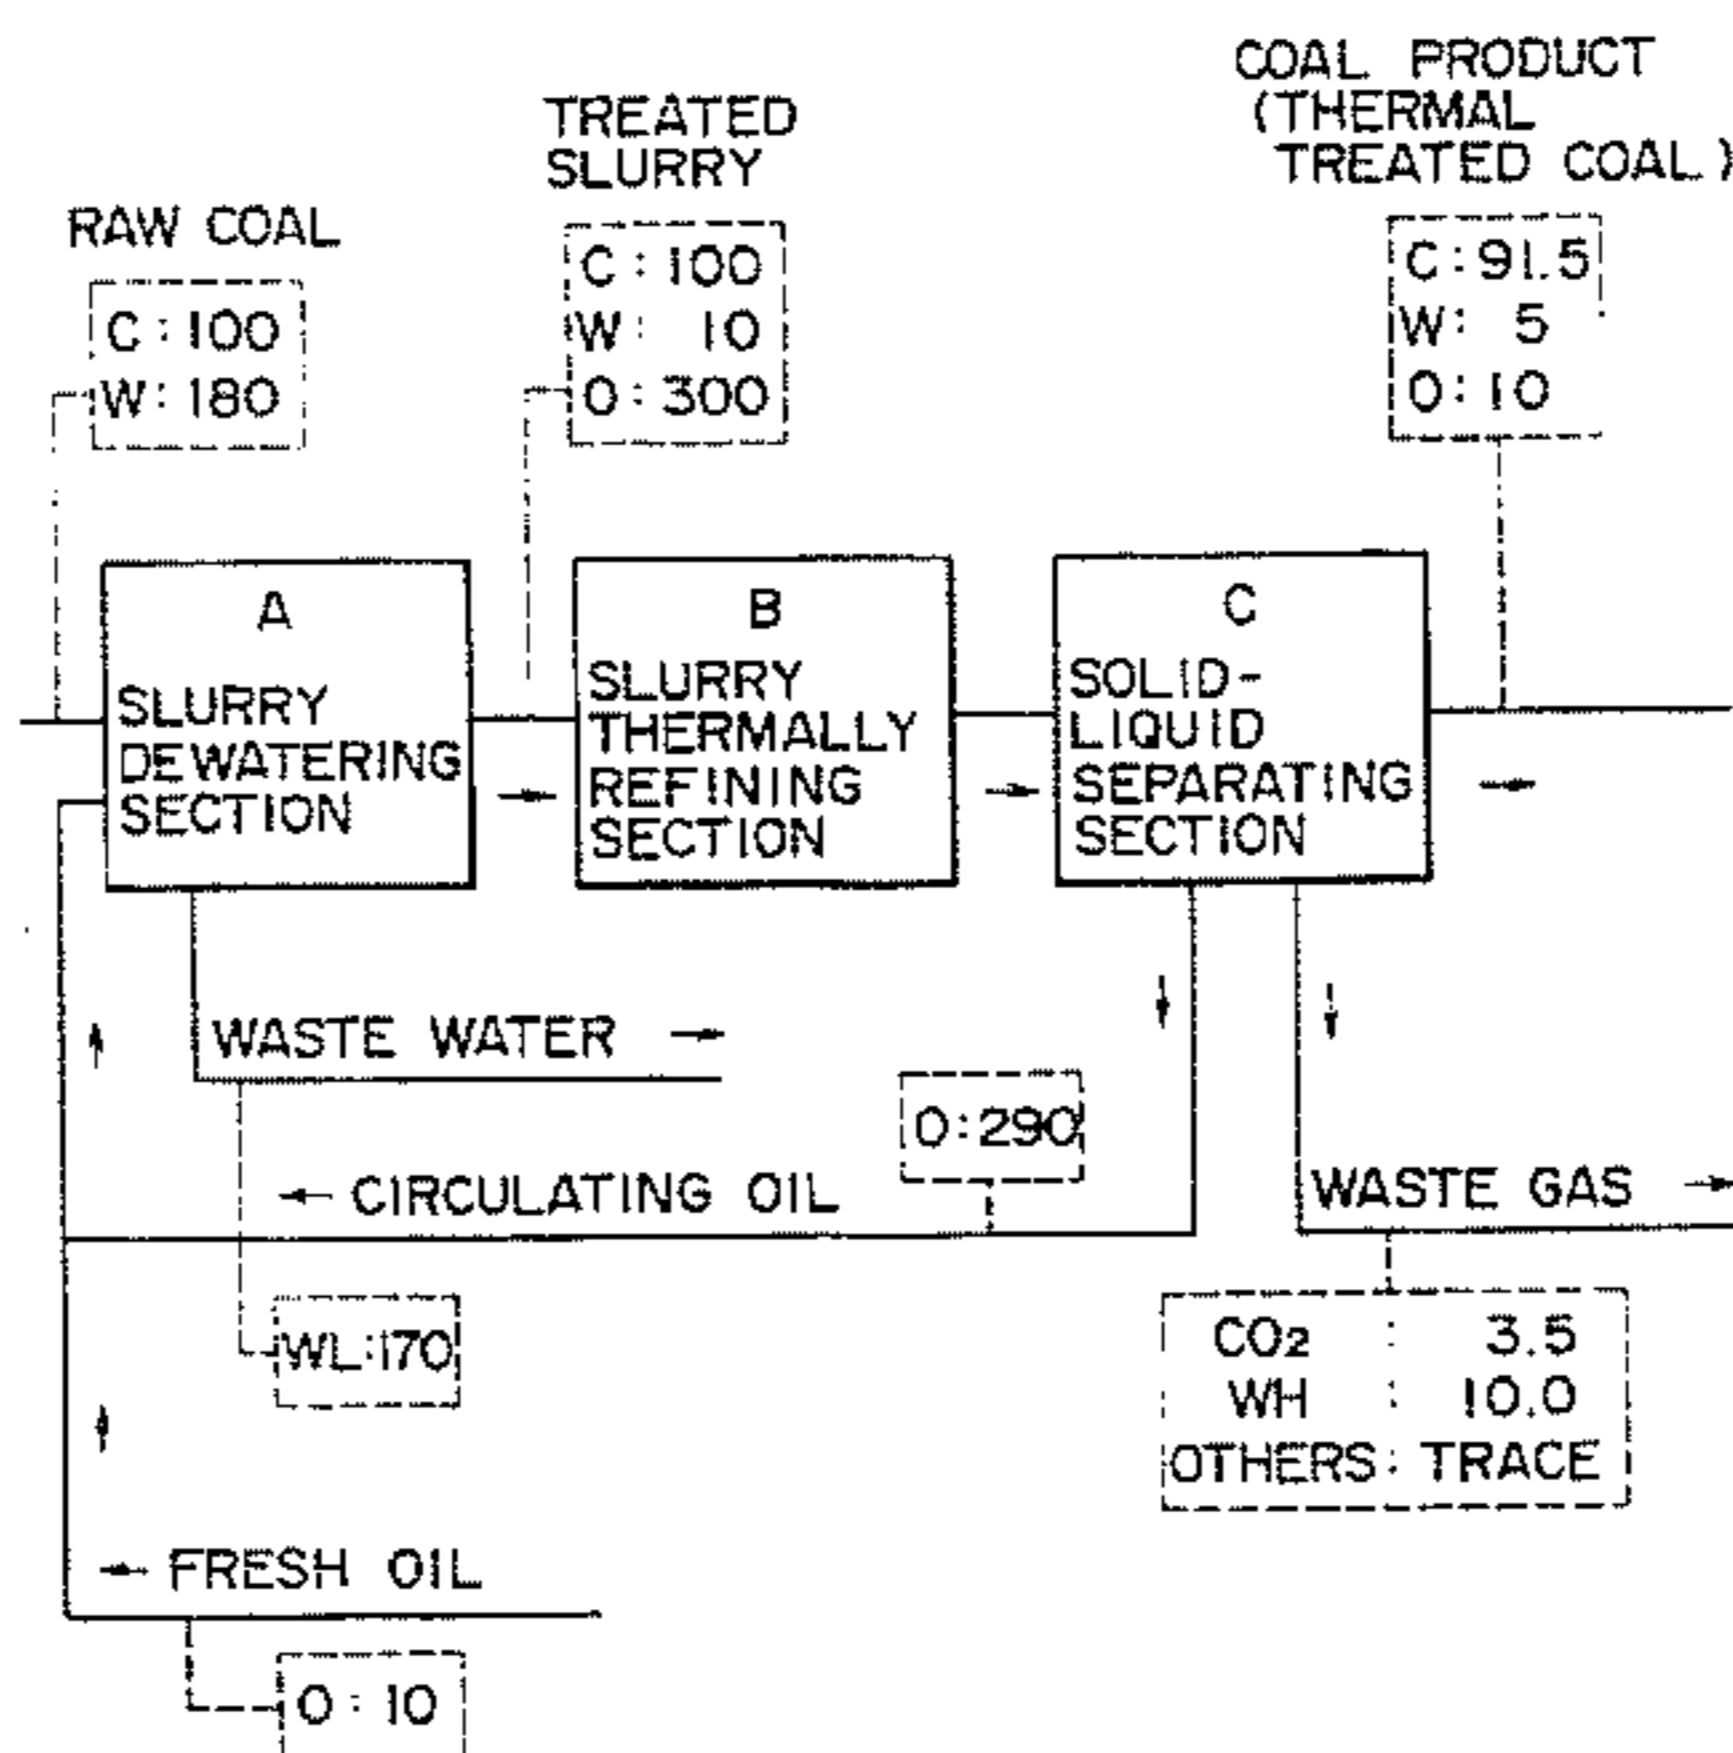 COAL PRODUCT
(THERMAL
TREATED COAL)
TREATED
SLURRY
RAW COAL
C:100
W:180
C:100
W: 10
O:300
C:91.5
W: 5
O:10
A
SLURRY
DEWATERING
SECTION
B
SLURRY
THERMALLY
REFINING
SECTION
C
SOLID-
LIQUID
SEPARATING
SECTION
WASTE WATER
O:290
CIRCULATING OIL
WASTE GAS
WL:170
CO₂ : 3.5
WH : 10.0
OTHERS: TRACE
FRESH OIL
O:10